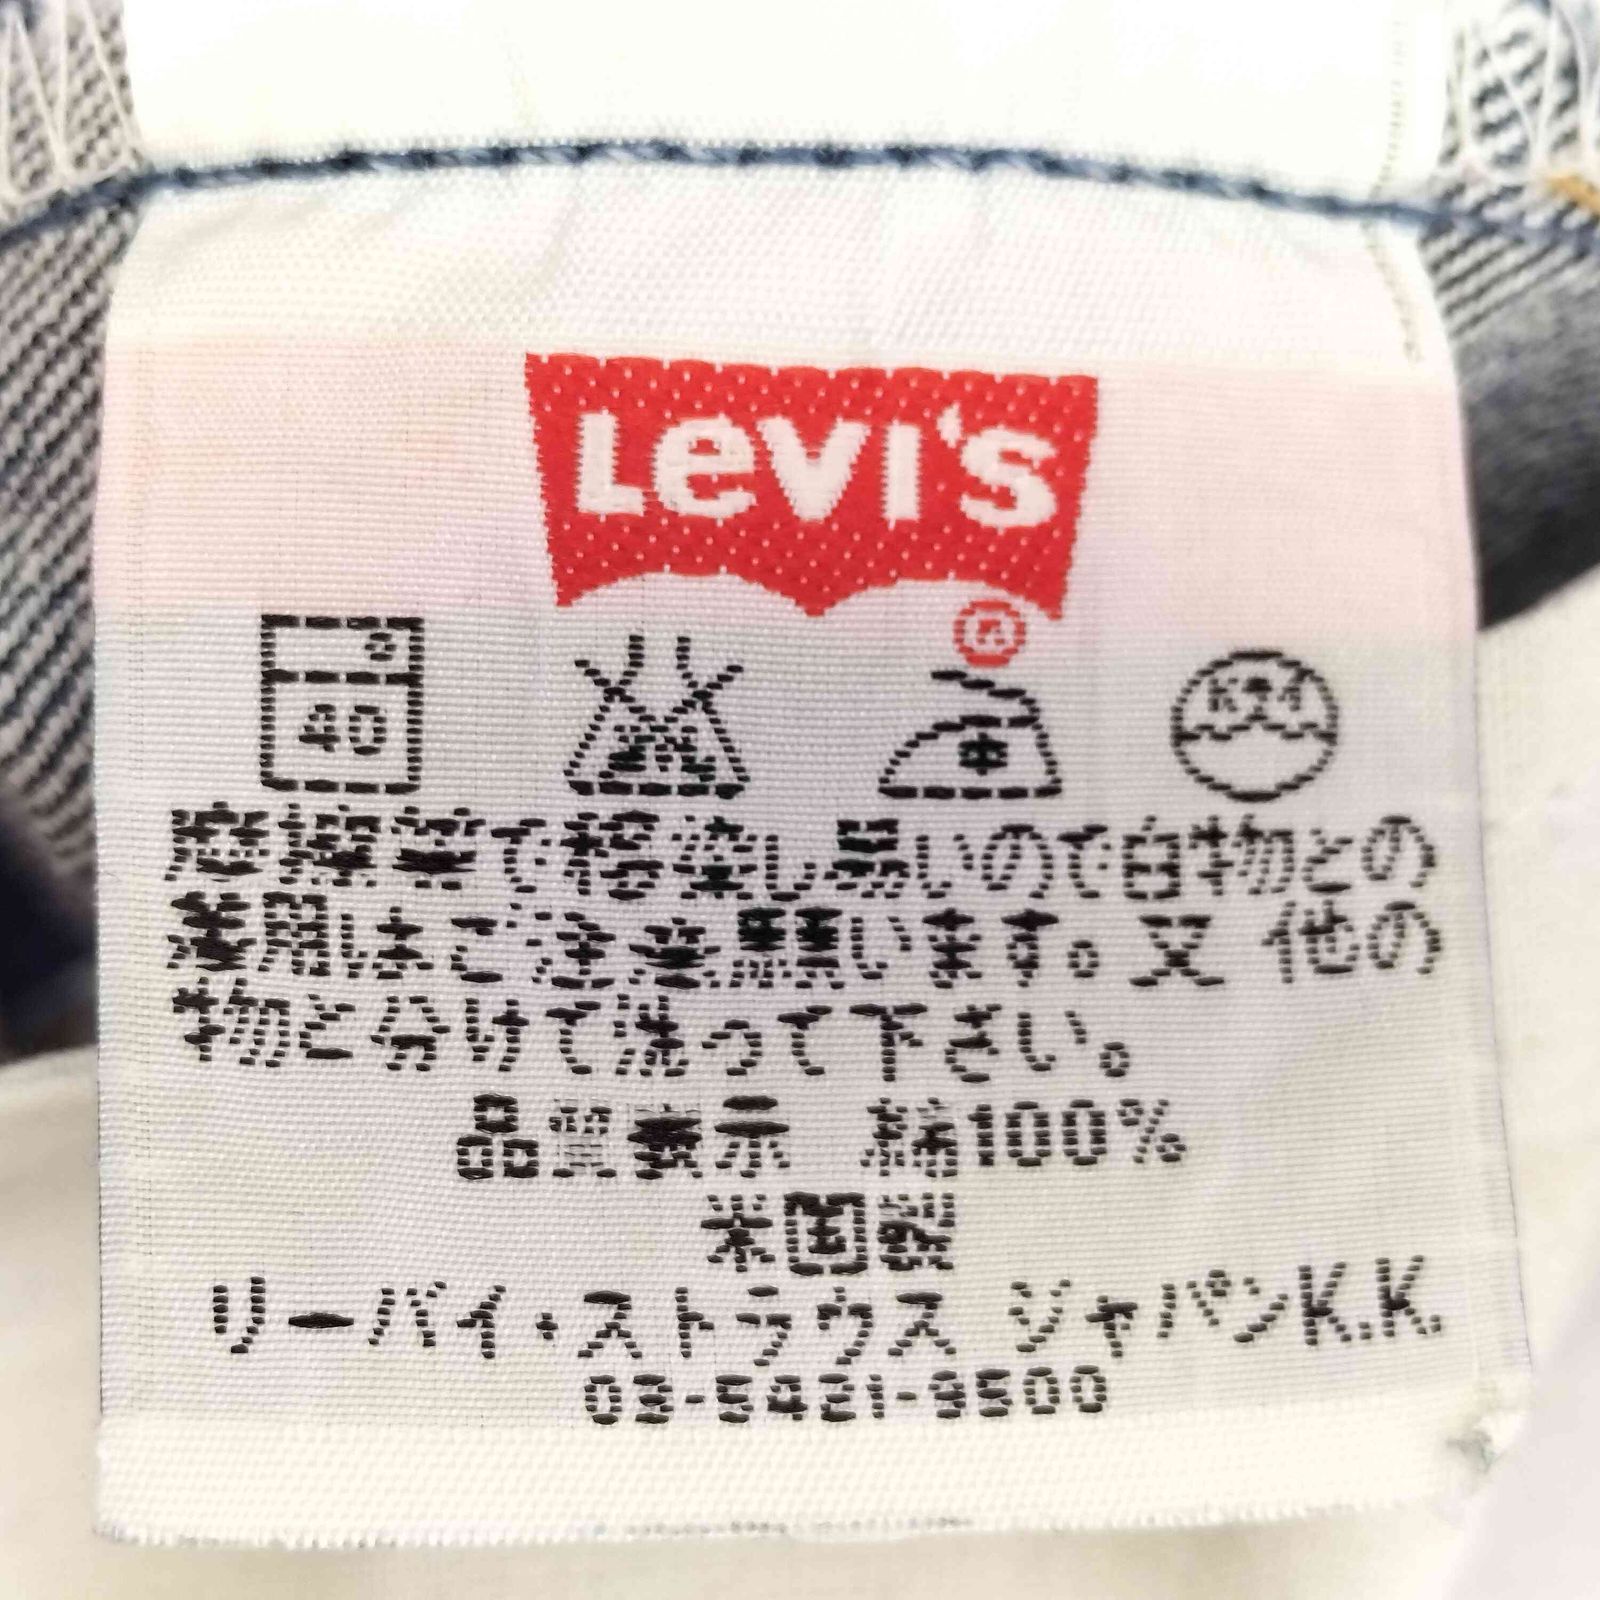 Levi's
®
40
中
摩擦等で移染し易いので白物との
着用はご注意願います。又 他の
物と分けて洗って下さい。
品質表示 綿100%
米国製
リーバイ・ストラウス ジャパンK.K.
03-5421-9500